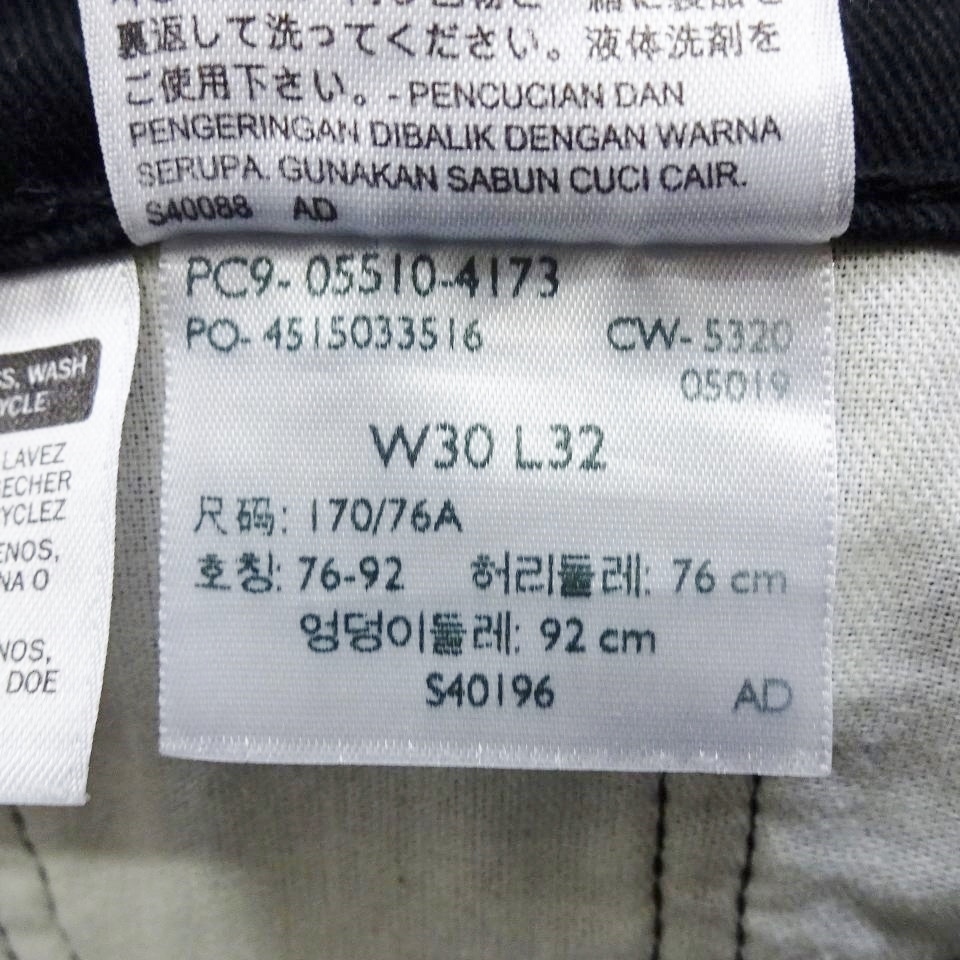 裏返して洗ってください。液体洗剤を
ご使用下さい。- PENCUCIAN DAN
PENGERINGAN DIBALIK DENGAN WARNA
SERUPA. GUNAKAN SABUN CUCI CAIR.
S40088 AD
PC9- 05510-4173
PO- 4515033516 CW- 5320
05019
W30 L32
尺码: 170/76A
호칭: 76-92 허리둘레: 76 cm
엉덩이둘레: 92 cm
S40196 AD
S, WASH
YCLE
LAVEZ
ECHER
YCLEZ
ENOS,
NA O
NOS,
DOE